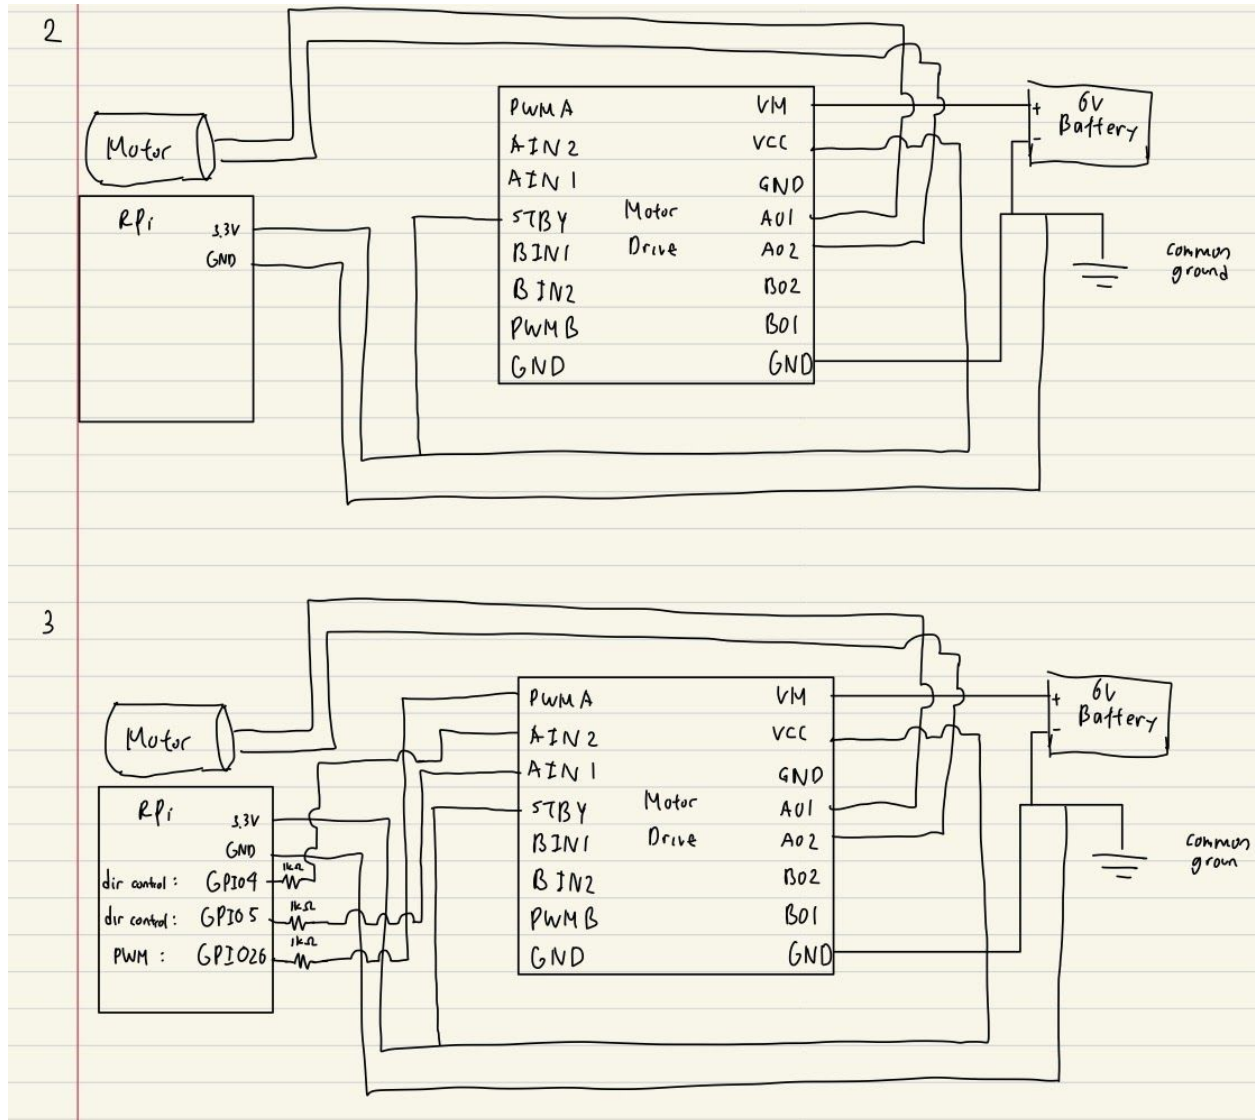 2
Motor
RPi
3.3V
GND
PWMA
AIN2
AIN1
STBY
BIN1
BIN2
PWMB
GND
Motor
Drive
VM
VCC
GND
AO1
AO2
BO2
BO1
GND
+ 6V
Battery
-
common
ground
3
Motor
RPi
3.3V
GND
dir control: GPIO4
1kΩ
dir control: GPIO5
1kΩ
PWM: GPIO26
1kΩ
PWMA
AIN2
AIN1
STBY
BIN1
BIN2
PWMB
GND
Motor
Drive
VM
VCC
GND
AO1
AO2
BO2
BO1
GND
+ 6V
Battery
-
common
groun